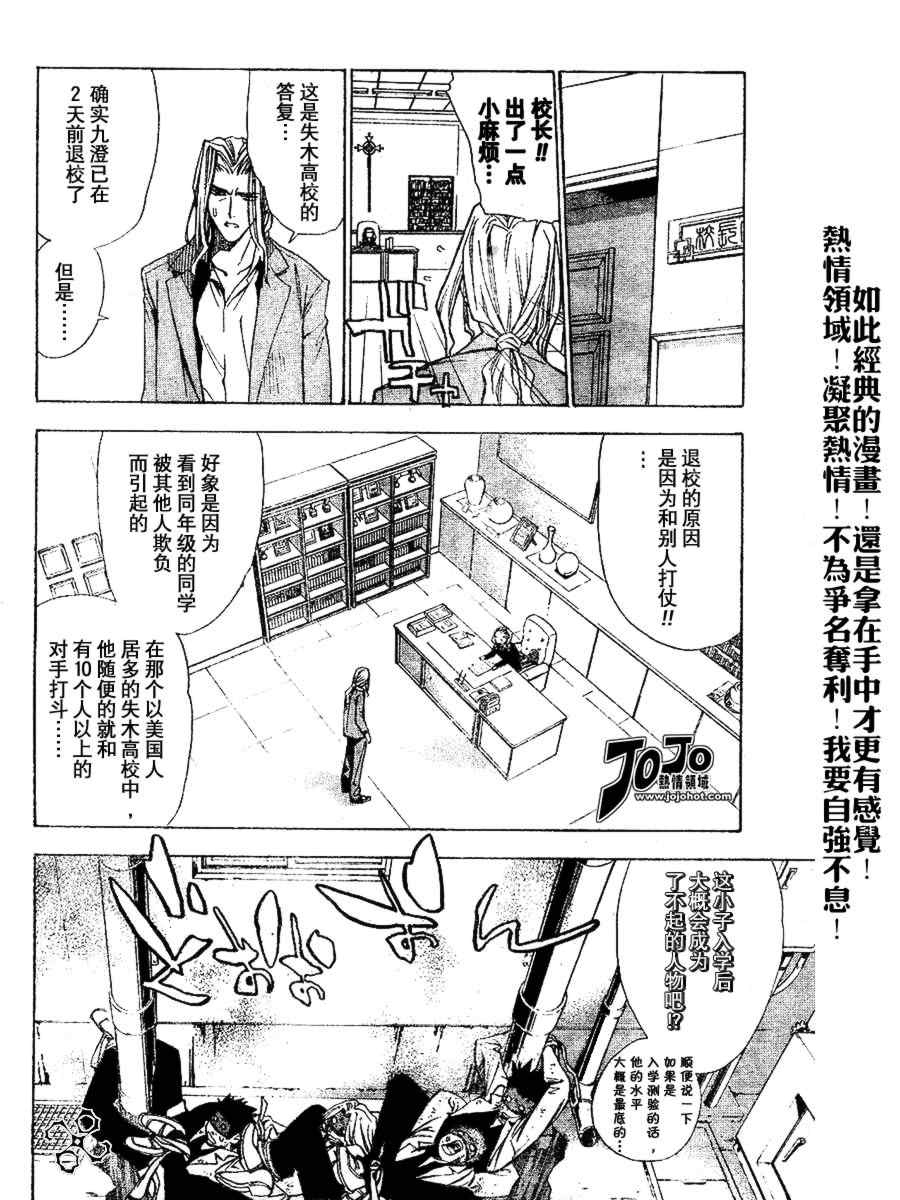 校长
校长!!
出了一点
小麻烦…
这是失木高校的
答复…
确实九澄已在
2天前退校了
但是……
退校的原因
是因为和别人打仗!!
…
好象是因为
看到同年级的同学
被其他人欺负
而引起的
在那个以美国人
居多的失木高校中，
他随便的就和
有10个人以上的
对手打斗……
JOJO
熱情領域
www.jojohot.com
这小子入学后
大概会成为
了不起的人物吧!?
顺便说一下
如果是
入学测验的话，
他的水平
大概是最底的…
如此經典的漫畫！還是拿在手中才更有感覺！
熱情領域！凝聚熱情！不為爭名奪利！我要自強不息！